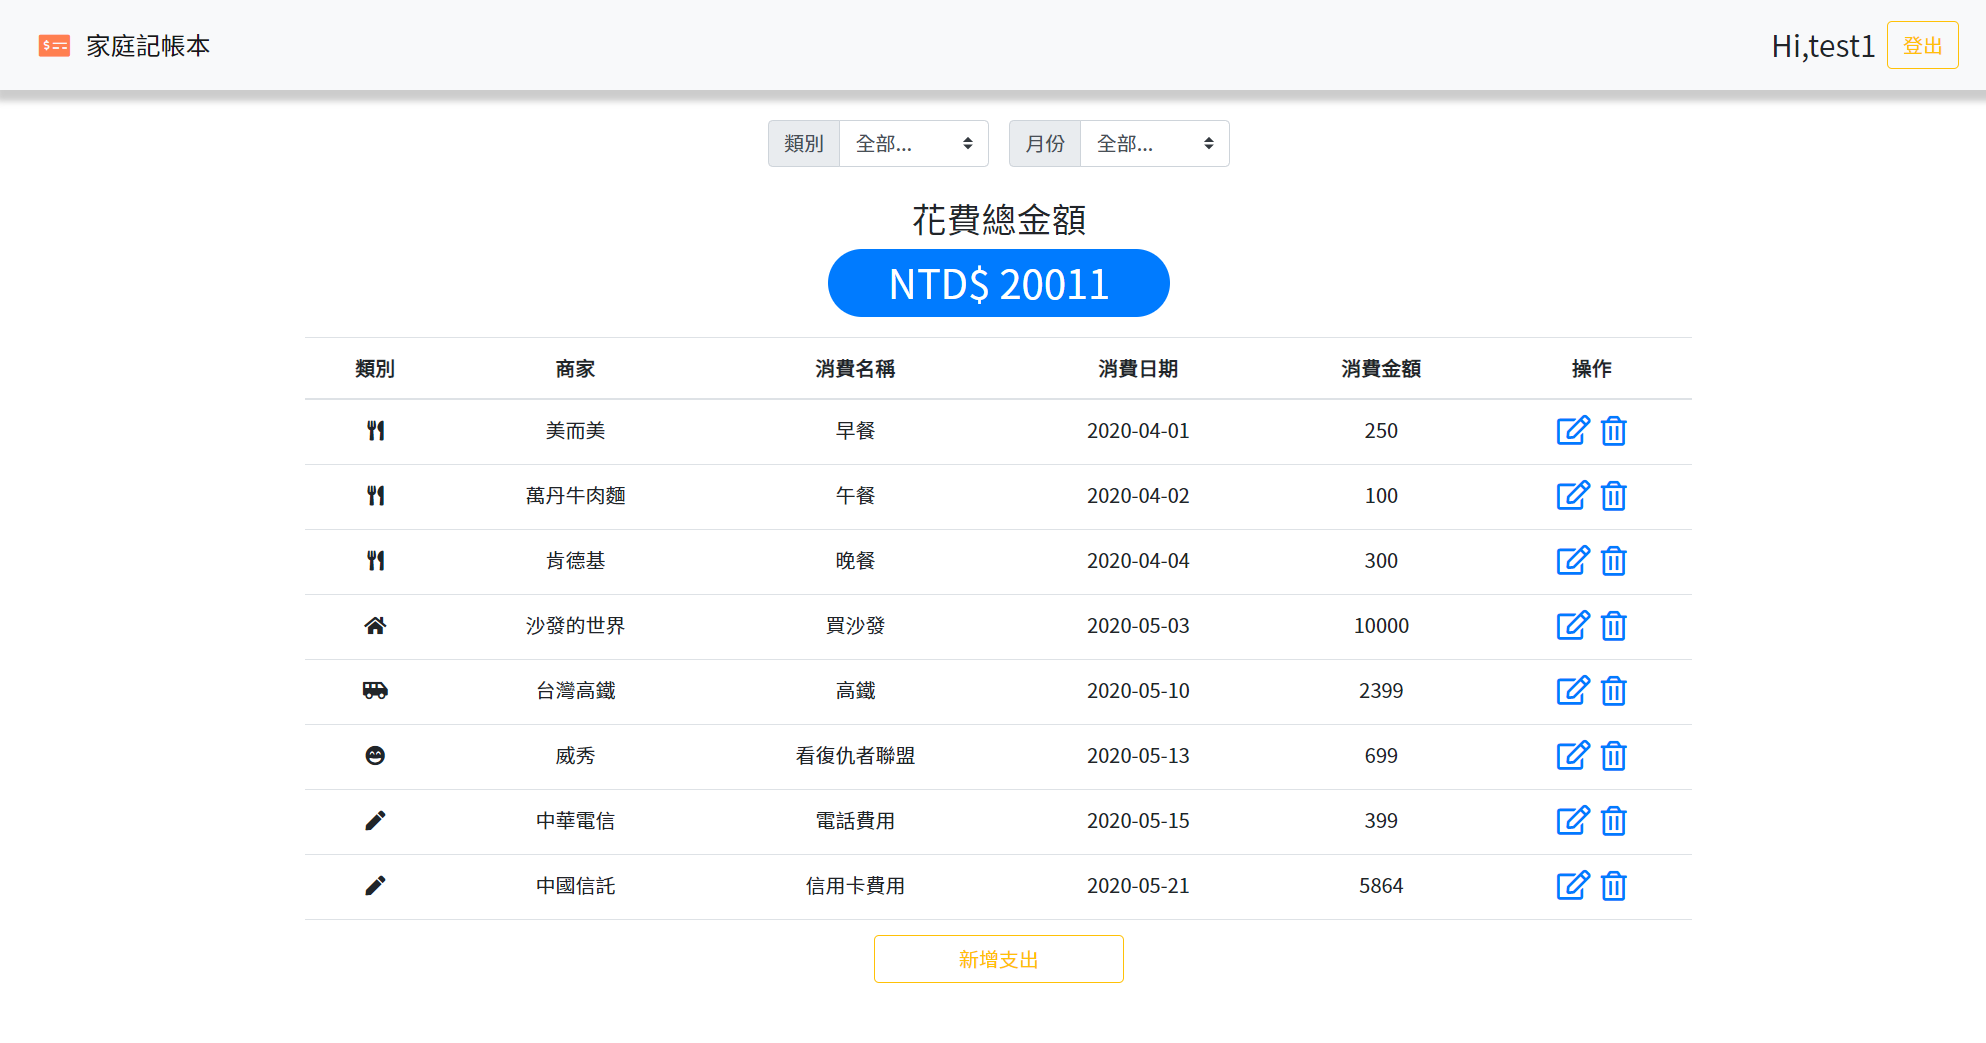 家庭記帳本
Hi,test1 登出
類別 全部... 月份 全部...
花費總金額
NTD$ 20011
類別 商家 消費名稱 消費日期 消費金額 操作
美而美 早餐 2020-04-01 250
萬丹牛肉麵 午餐 2020-04-02 100
肯德基 晚餐 2020-04-04 300
沙發的世界 買沙發 2020-05-03 10000
台灣高鐵 高鐵 2020-05-10 2399
威秀 看復仇者聯盟 2020-05-13 699
中華電信 電話費用 2020-05-15 399
中國信託 信用卡費用 2020-05-21 5864
新增支出